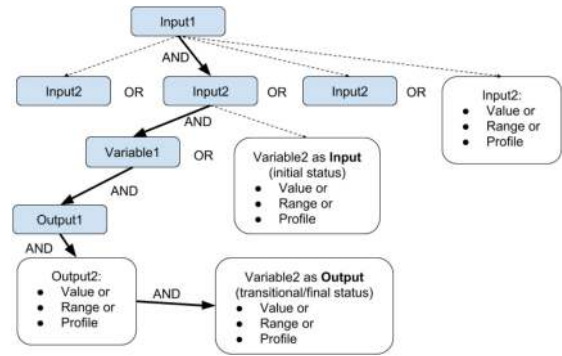 Input1
AND
Input2 OR Input2 OR Input2 OR
Input2:
● Value or
● Range or
● Profile
AND
Variable1 OR
Variable2 as Input
(initial status)
● Value or
● Range or
● Profile
AND
Output1
AND
Output2:
● Value or
● Range or
● Profile
AND
Variable2 as Output
(transitional/final status)
● Value or
● Range or
● Profile